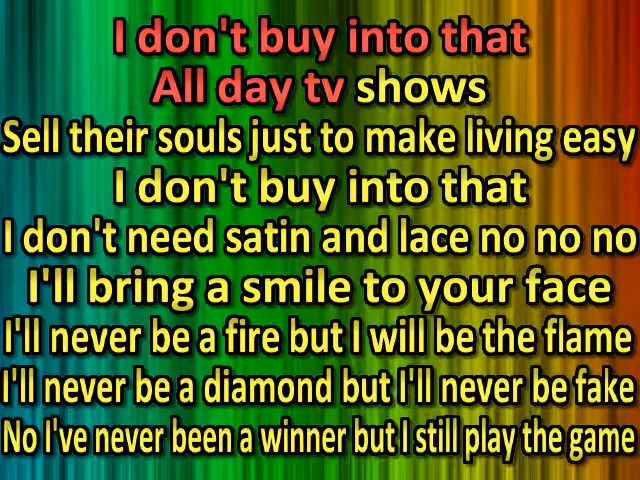 I don't buy into that
All day tv shows
Sell their souls just to make living easy
I don't buy into that
I don't need satin and lace no no no
I'll bring a smile to your face
I'll never be a fire but I will be the flame
I'll never be a diamond but I'll never be fake
No I've never been a winner but I still play the game